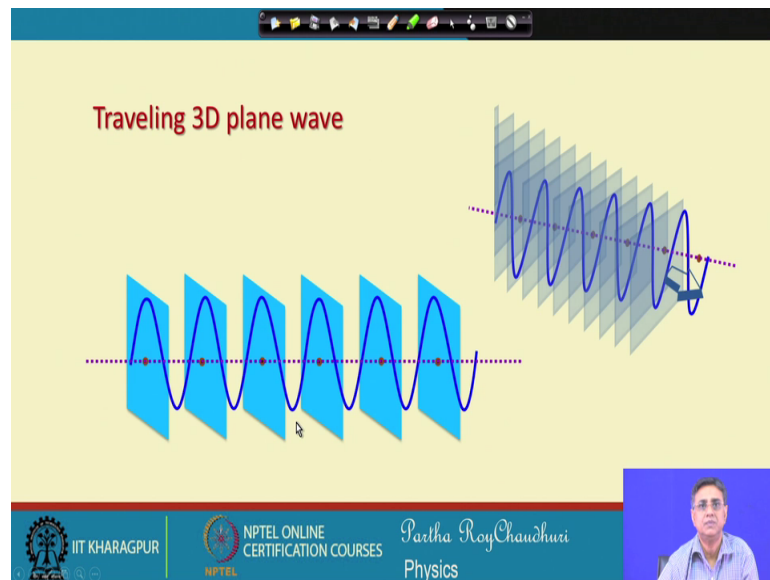 Traveling 3D plane wave
IIT KHARAGPUR
NPTEL
NPTEL ONLINE
CERTIFICATION COURSES
Partha RoyChaudhuri
Physics